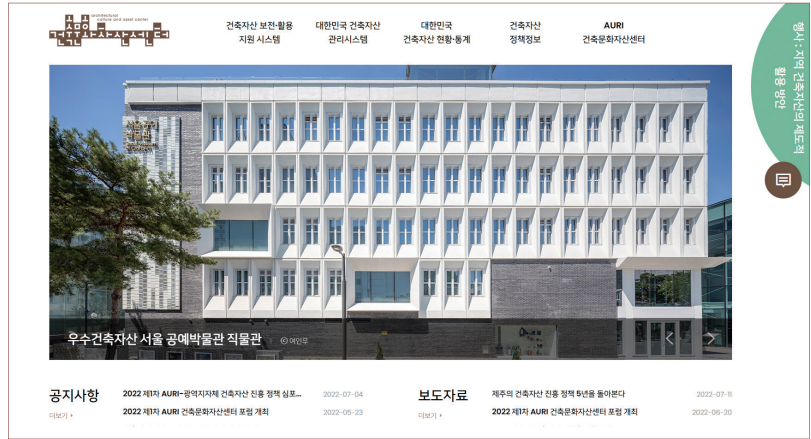 architectural
culture and asset center
건축문화자산센터
건축자산 보전·활용
지원 시스템
대한민국 건축자산
관리시스템
대한민국
건축자산 현황·통계
건축자산
정책정보
AURI
건축문화자산센터
행사 : 지역 건축자산의 제도적
활용 방안
우수건축자산 서울 공예박물관 직물관
ⓒ 여인우
공지사항
더보기
2022 제1차 AURI-광역지자체 건축자산 진흥 정책 심포...
2022-07-04
2022 제1차 AURI 건축문화자산센터 포럼 개최
2022-05-23
보도자료
더보기
제주의 건축자산 진흥 정책 5년을 돌아본다
2022-07-11
2022 제1차 AURI 건축문화자산센터 포럼 개최
2022-06-20